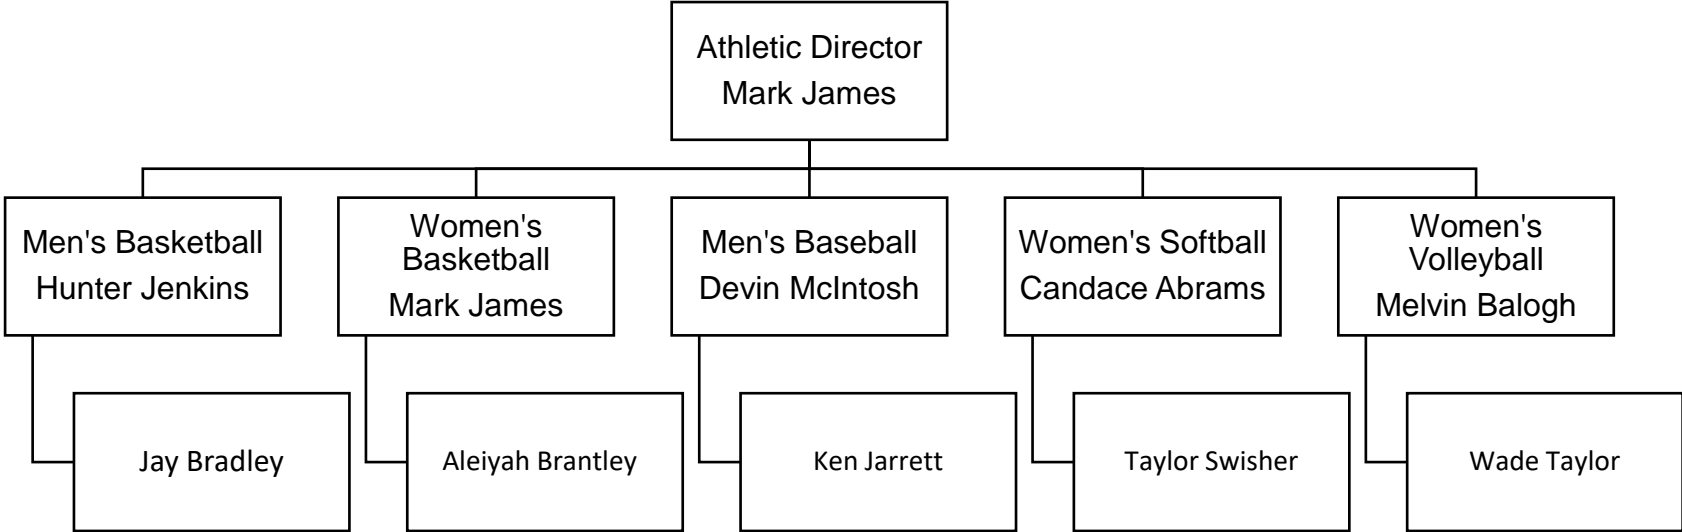 Athletic Director
Mark James
Men's Basketball
Hunter Jenkins
Women's
Basketball
Mark James
Men's Baseball
Devin McIntosh
Women's Softball
Candace Abrams
Women's
Volleyball
Melvin Balogh
Jay Bradley
Aleiyah Brantley
Ken Jarrett
Taylor Swisher
Wade Taylor